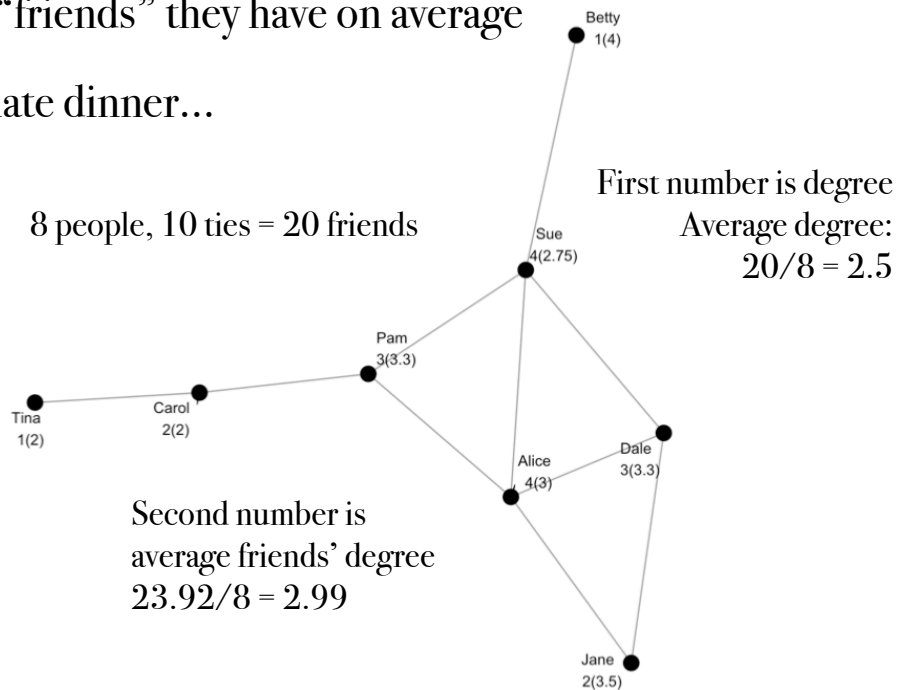 “friends” they have on average
ate dinner...
Betty
1(4)
First number is degree
Average degree:
20/8 = 2.5
8 people, 10 ties = 20 friends
Sue
4(2.75)
Pam
3(3.3)
Tina
1(2)
Carol
2(2)
Alice
4(3)
Dale
3(3.3)
Second number is
average friends’ degree
23.92/8 = 2.99
Jane
2(3.5)